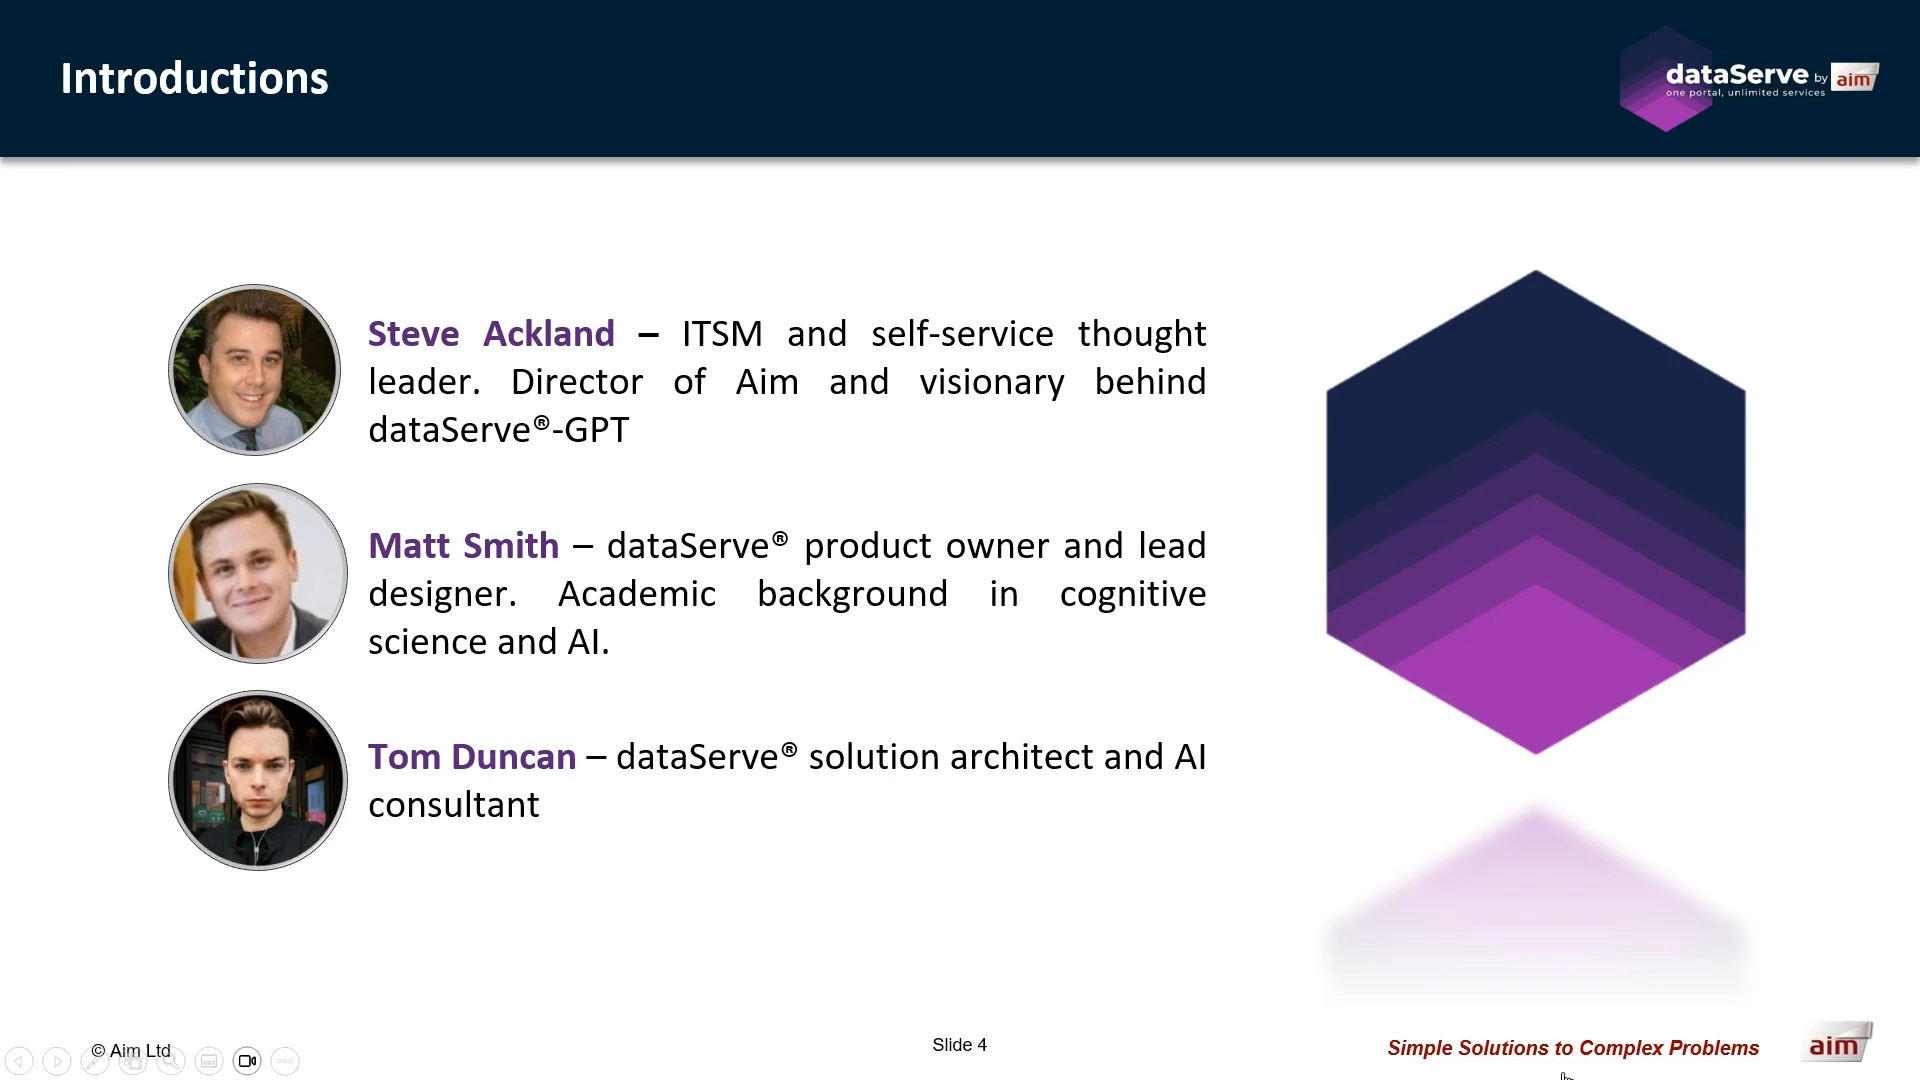 Introductions
dataServe by aim
one portal, unlimited services
Steve Ackland – ITSM and self-service thought
leader. Director of Aim and visionary behind
dataServe®-GPT
Matt Smith – dataServe® product owner and lead
designer. Academic background in cognitive
science and AI.
Tom Duncan – dataServe® solution architect and AI
consultant
© Aim Ltd
Slide 4
Simple Solutions to Complex Problems
aim